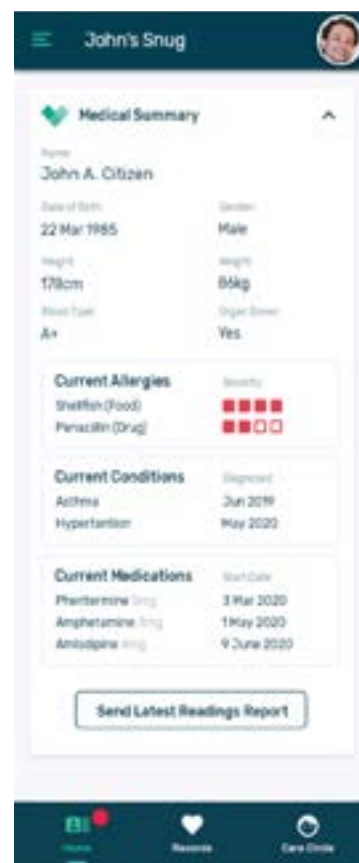 John's Snug
Medical Summary
Name
John A. Citizen
Date of Birth Gender
22 Mar 1985 Male
Height Weight
178cm 86kg
Blood Type Organ Donor
A+ Yes
Current Allergies Severity
Shellfish (Food)
Penacillin (Drug)
Current Conditions Diagnosed
Asthma Jun 2019
Hypertention May 2020
Current Medications Start Date
Phentermine 3 Mar 2020
Amphetamine 1 May 2020
Amlodipine 9 June 2020
Send Latest Readings Report
Home Records Care Circle